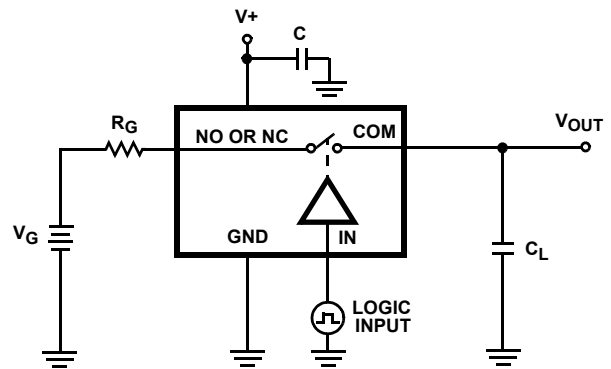 V+
C
RG
NO OR NC
COM
VOUT
VG
GND
IN
CL
LOGIC
INPUT